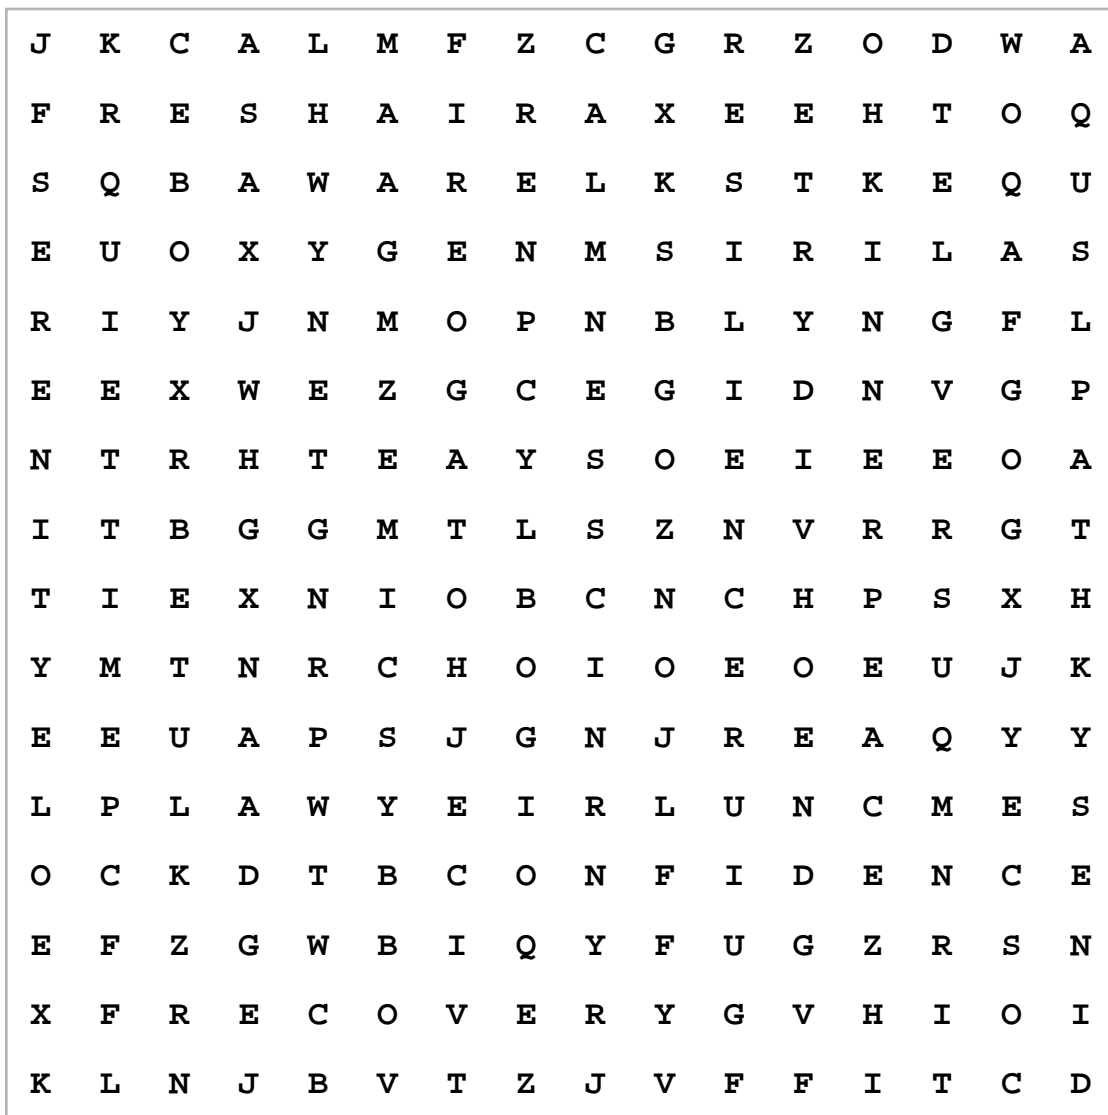 J K C A L M F Z C G R Z O D W A
F R E S H A I R A X E E H T O Q
S Q B A W A R E L K S T K E Q U
E U O X Y G E N M S I R I L A S
R I Y J N M O P N B L Y N G F L
E E X W E Z G C E G I D N V G P
N T R H T E A Y S O E I E E O A
I T B G G M T L S Z N V R R G T
T I E X N I O B C N C H P S X H
Y M T N R C H O I O E O E U J K
E E U A P S J G N J R E A Q Y Y
L P L A W Y E I R L U N C M E S
O C K D T B C O N F I D E N C E
E F Z G W B I Q Y F U G Z R S N
X F R E C O V E R Y G V H I O I
K L N J B V T Z J V F F I T C D